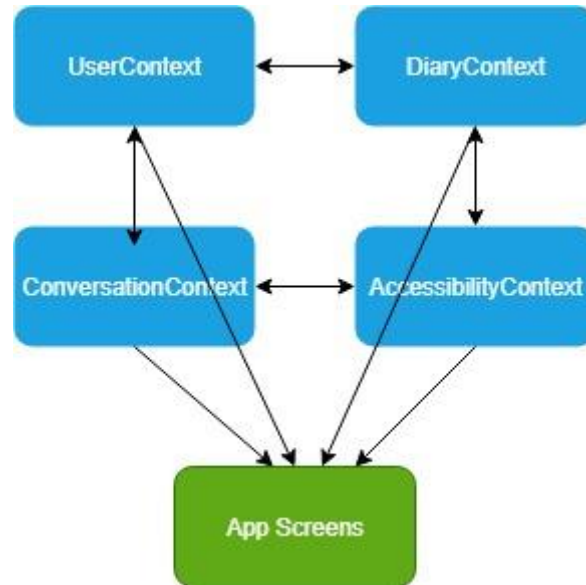 UserContext
DiaryContext
ConversationContext
AccessibilityContext
App Screens